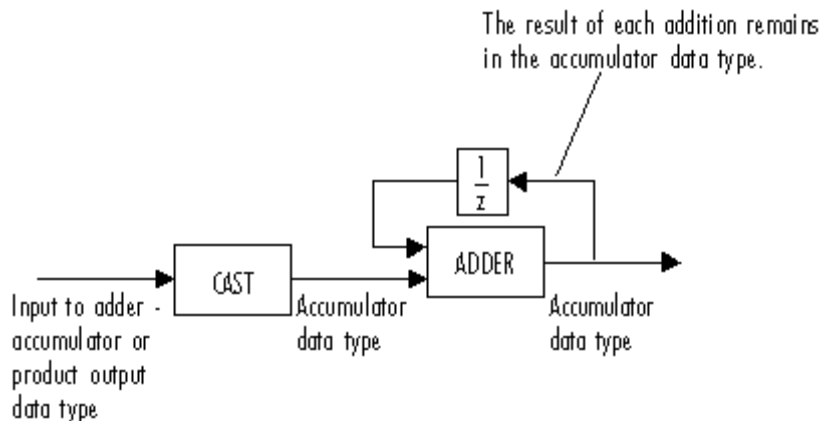 The result of each addition remains
in the accumulator data type.
1
z
ADDER
CAST
Input to adder -
accumulator or
product output
data type
Accumulator
data type
Accumulator
data type